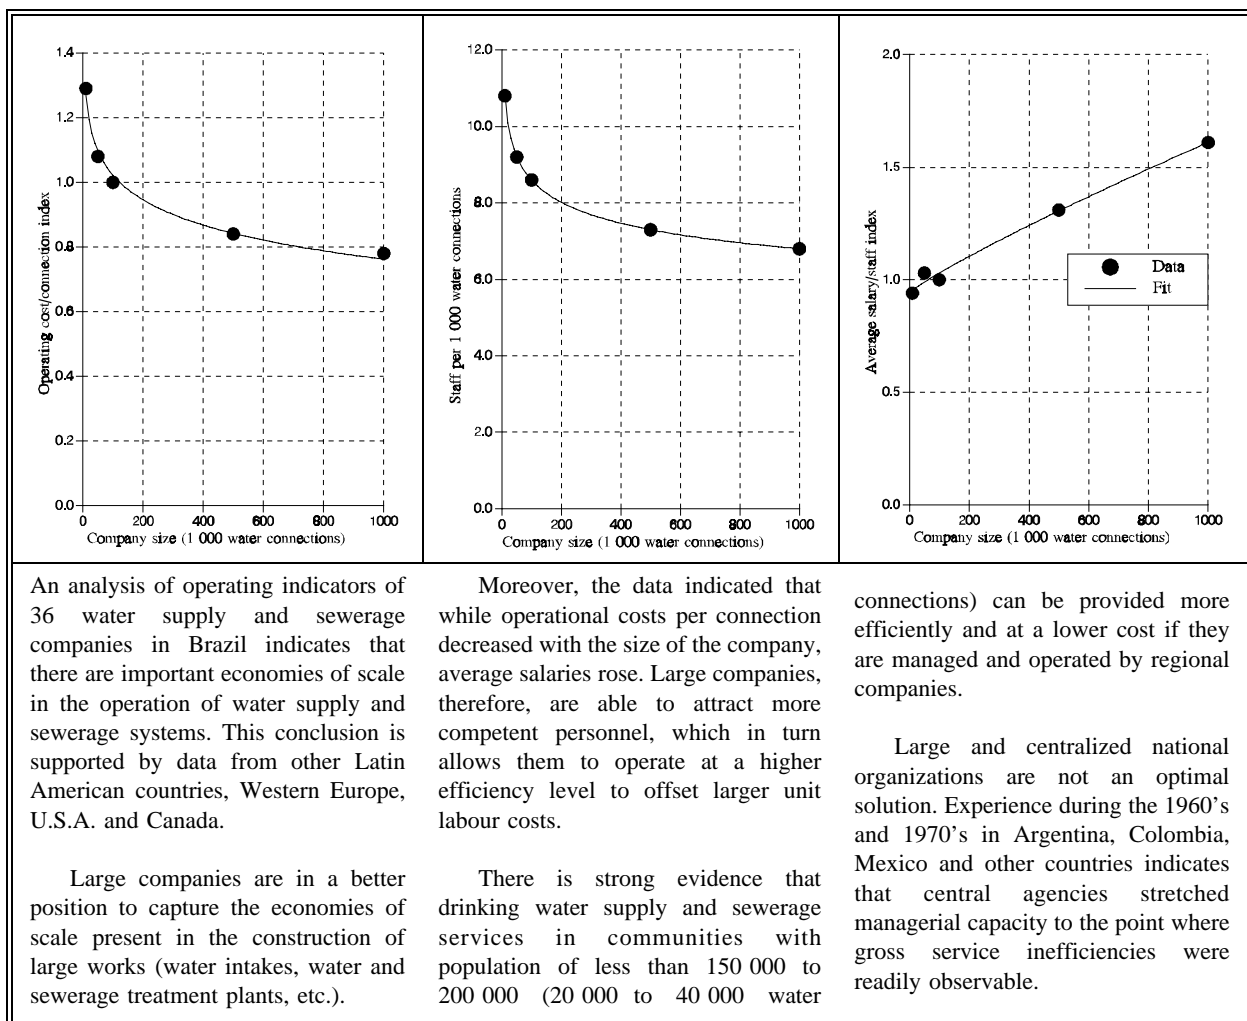 1.4
1.2
1.0
0.8
0.6
0.4
0.2
0.0
Operating cost/connection index
0 200 400 600 800 1000
Company size (1 000 water connections)
12.0
10.0
8.0
6.0
4.0
2.0
0.0
Staff per 1 000 water connections
0 200 400 600 800 1000
Company size (1 000 water connections)
2.0
1.5
1.0
0.5
0.0
Average salary/staff index
Data
Fit
0 200 400 600 800 1000
Company size (1 000 water connections)
An analysis of operating indicators of
36 water supply and sewerage
companies in Brazil indicates that
there are important economies of scale
in the operation of water supply and
sewerage systems. This conclusion is
supported by data from other Latin
American countries, Western Europe,
U.S.A. and Canada.
Large companies are in a better
position to capture the economies of
scale present in the construction of
large works (water intakes, water and
sewerage treatment plants, etc.).
Moreover, the data indicated that
while operational costs per connection
decreased with the size of the company,
average salaries rose. Large companies,
therefore, are able to attract more
competent personnel, which in turn
allows them to operate at a higher
efficiency level to offset larger unit
labour costs.
There is strong evidence that
drinking water supply and sewerage
services in communities with
population of less than 150 000 to
200 000 (20 000 to 40 000 water
connections) can be provided more
efficiently and at a lower cost if they
are managed and operated by regional
companies.
Large and centralized national
organizations are not an optimal
solution. Experience during the 1960's
and 1970's in Argentina, Colombia,
Mexico and other countries indicates
that central agencies stretched
managerial capacity to the point where
gross service inefficiencies were
readily observable.